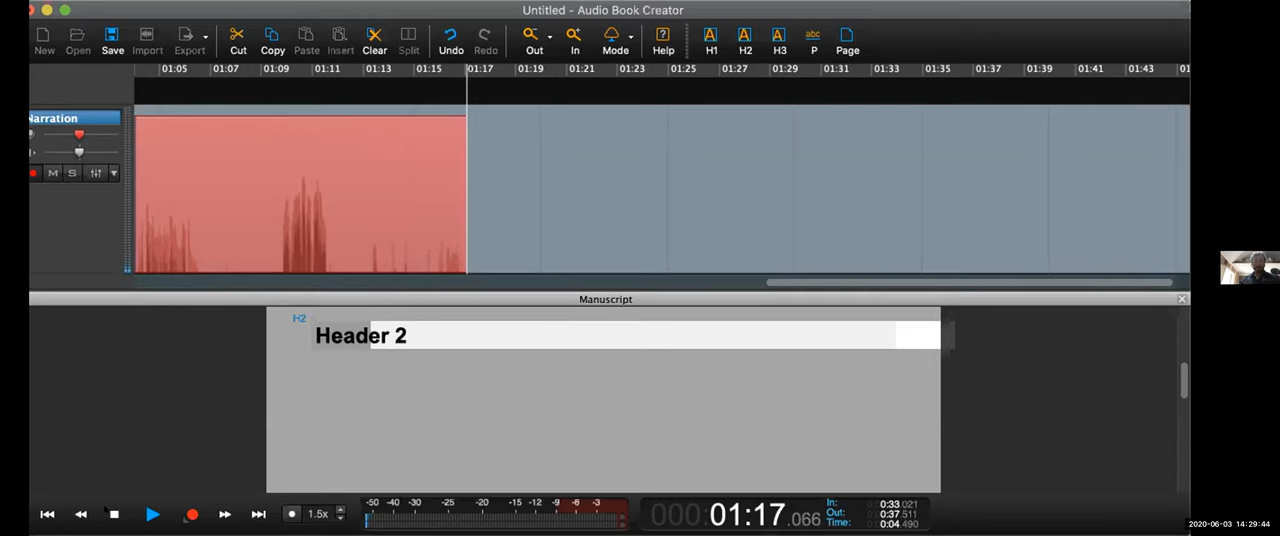 Untitled - Audio Book Creator
New Open Save Import Export Cut Copy Paste Insert Clear Split Undo Redo Out In Mode Help H1 H2 H3 P Page
01:05 01:07 01:09 01:11 01:13 01:15 01:17 01:19 01:21 01:23 01:25 01:27 01:29 01:31 01:33 01:35 01:37 01:39 01:41 01:43
Narration
M S
Manuscript
H2
Header 2
-50 -40 -30 -25 -20 -15 -12 -9 -6 -3
1.5x
000:01:17.066
In: 0:33.021
Out: 0:37.511
Time: 0:04.490
2020-06-03 14:29:44